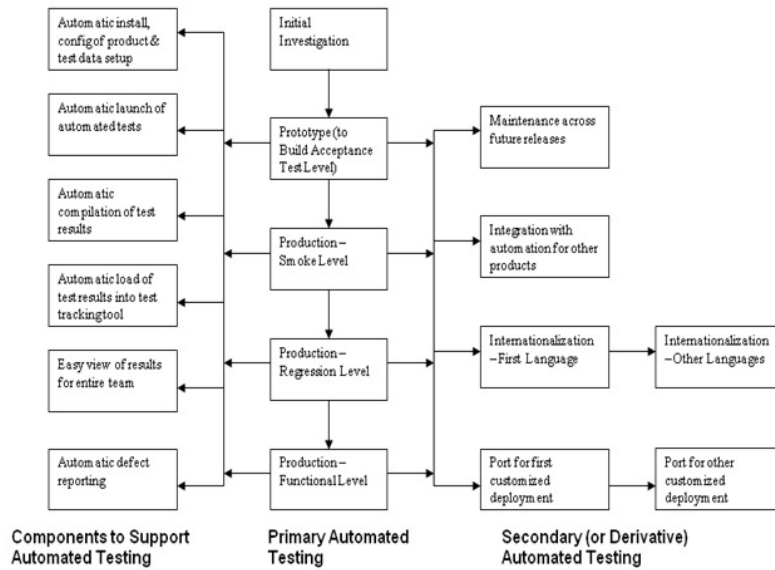 Automatic install,
config of product &
test data setup
Automatic launch of
automated tests
Automatic
compilation of test
results
Automatic load of
test results into test
tracking tool
Easy view of results
for entire team
Automatic defect
reporting
Components to Support
Automated Testing
Initial
Investigation
Prototype (to
Build Acceptance
Test Level)
Production –
Smoke Level
Production –
Regression Level
Production –
Functional Level
Primary Automated
Testing
Maintenance across
future releases
Integration with
automation for other
products
Internationalization
– First Language
Internationalization
– Other Languages
Port for first
customized
deployment
Port for other
customized
deployment
Secondary (or Derivative)
Automated Testing